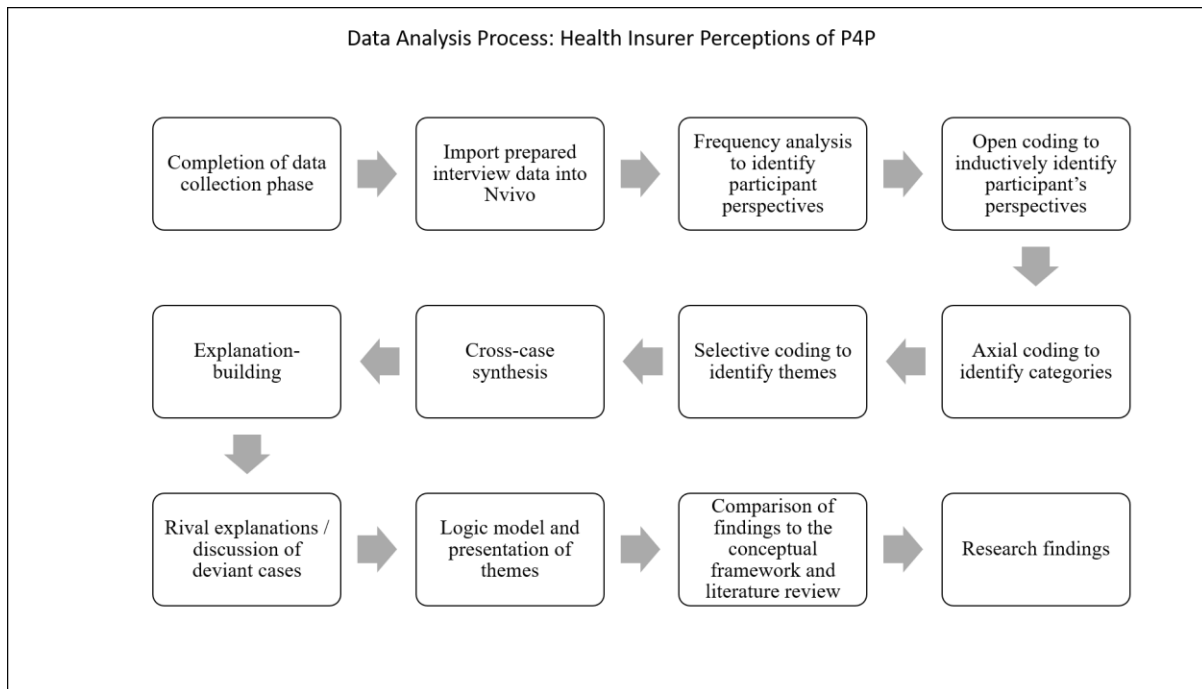 Data Analysis Process: Health Insurer Perceptions of P4P
Completion of data
collection phase
Import prepared
interview data into
Nvivo
Frequency analysis
to identify
participant
perspectives
Open coding to
inductively identify
participant’s
perspectives
Axial coding to
identify categories
Selective coding to
identify themes
Cross-case
synthesis
Explanation-
building
Rival explanations /
discussion of
deviant cases
Logic model and
presentation of
themes
Comparison of
findings to the
conceptual
framework and
literature review
Research findings